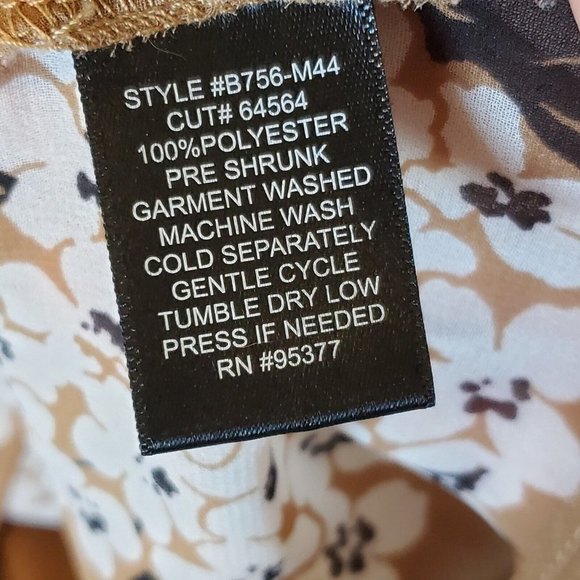 STYLE #B756-M44
CUT# 64564
100%POLYESTER
PRE SHRUNK
GARMENT WASHED
MACHINE WASH
COLD SEPARATELY
GENTLE CYCLE
TUMBLE DRY LOW
PRESS IF NEEDED
RN #95377